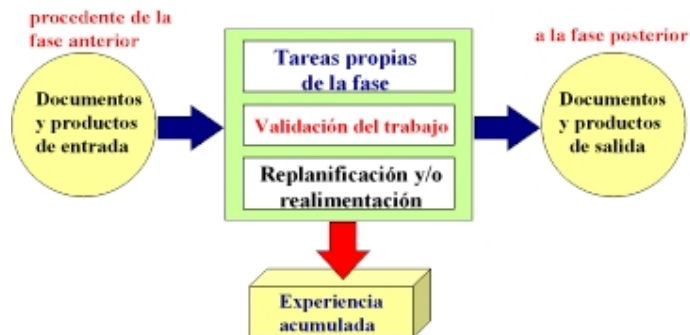 procedente de la
fase anterior
a la fase posterior
Documentos
y productos
de entrada
Tareas propias
de la fase
Validación del trabajo
Replanificación y/o
realimentación
Documentos
y productos
de salida
Experiencia
acumulada